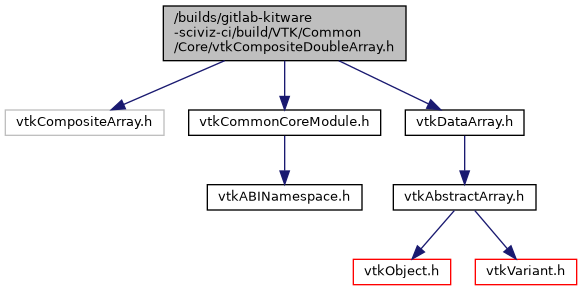 /builds/gitlab-kitware
-sciviz-ci/build/VTK/Common
/Core/vtkCompositeDoubleArray.h
vtkCompositeArray.h
vtkCommonCoreModule.h
vtkDataArray.h
vtkABINamespace.h
vtkAbstractArray.h
vtkObject.h
vtkVariant.h